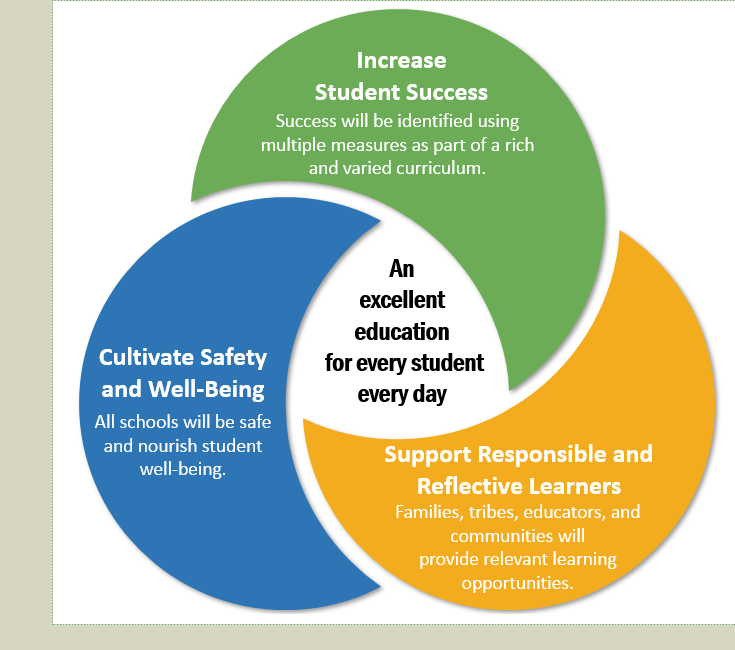 Increase
Student Success
Success will be identified using
multiple measures as part of a rich
and varied curriculum.
An
excellent
education
for every student
every day
Cultivate Safety
and Well-Being
All schools will be safe
and nourish student
well-being.
Support Responsible and
Reflective Learners
Families, tribes, educators, and
communities will
provide relevant learning
opportunities.